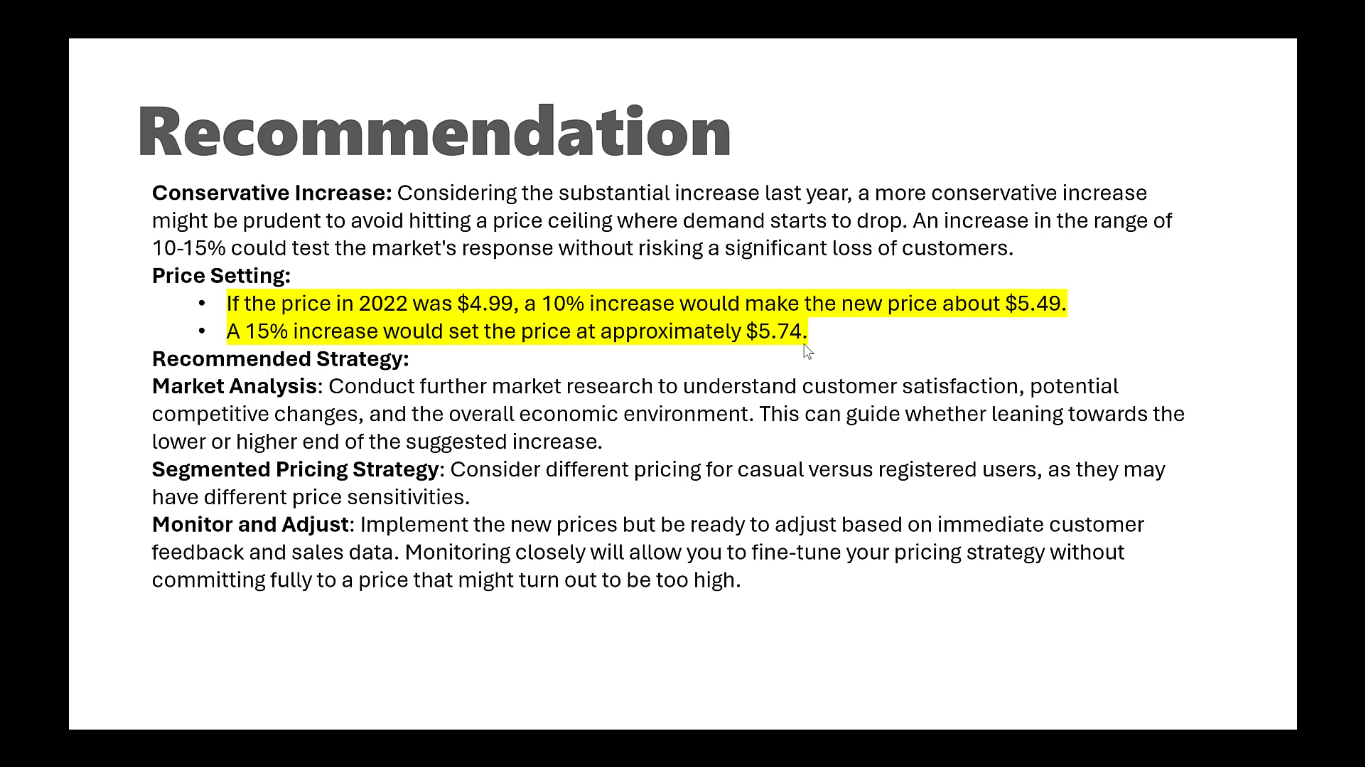 Recommendation
Conservative Increase: Considering the substantial increase last year, a more conservative increase
might be prudent to avoid hitting a price ceiling where demand starts to drop. An increase in the range of
10-15% could test the market's response without risking a significant loss of customers.
Price Setting:
• If the price in 2022 was $4.99, a 10% increase would make the new price about $5.49.
• A 15% increase would set the price at approximately $5.74.
Recommended Strategy:
Market Analysis: Conduct further market research to understand customer satisfaction, potential
competitive changes, and the overall economic environment. This can guide whether leaning towards the
lower or higher end of the suggested increase.
Segmented Pricing Strategy: Consider different pricing for casual versus registered users, as they may
have different price sensitivities.
Monitor and Adjust: Implement the new prices but be ready to adjust based on immediate customer
feedback and sales data. Monitoring closely will allow you to fine-tune your pricing strategy without
committing fully to a price that might turn out to be too high.